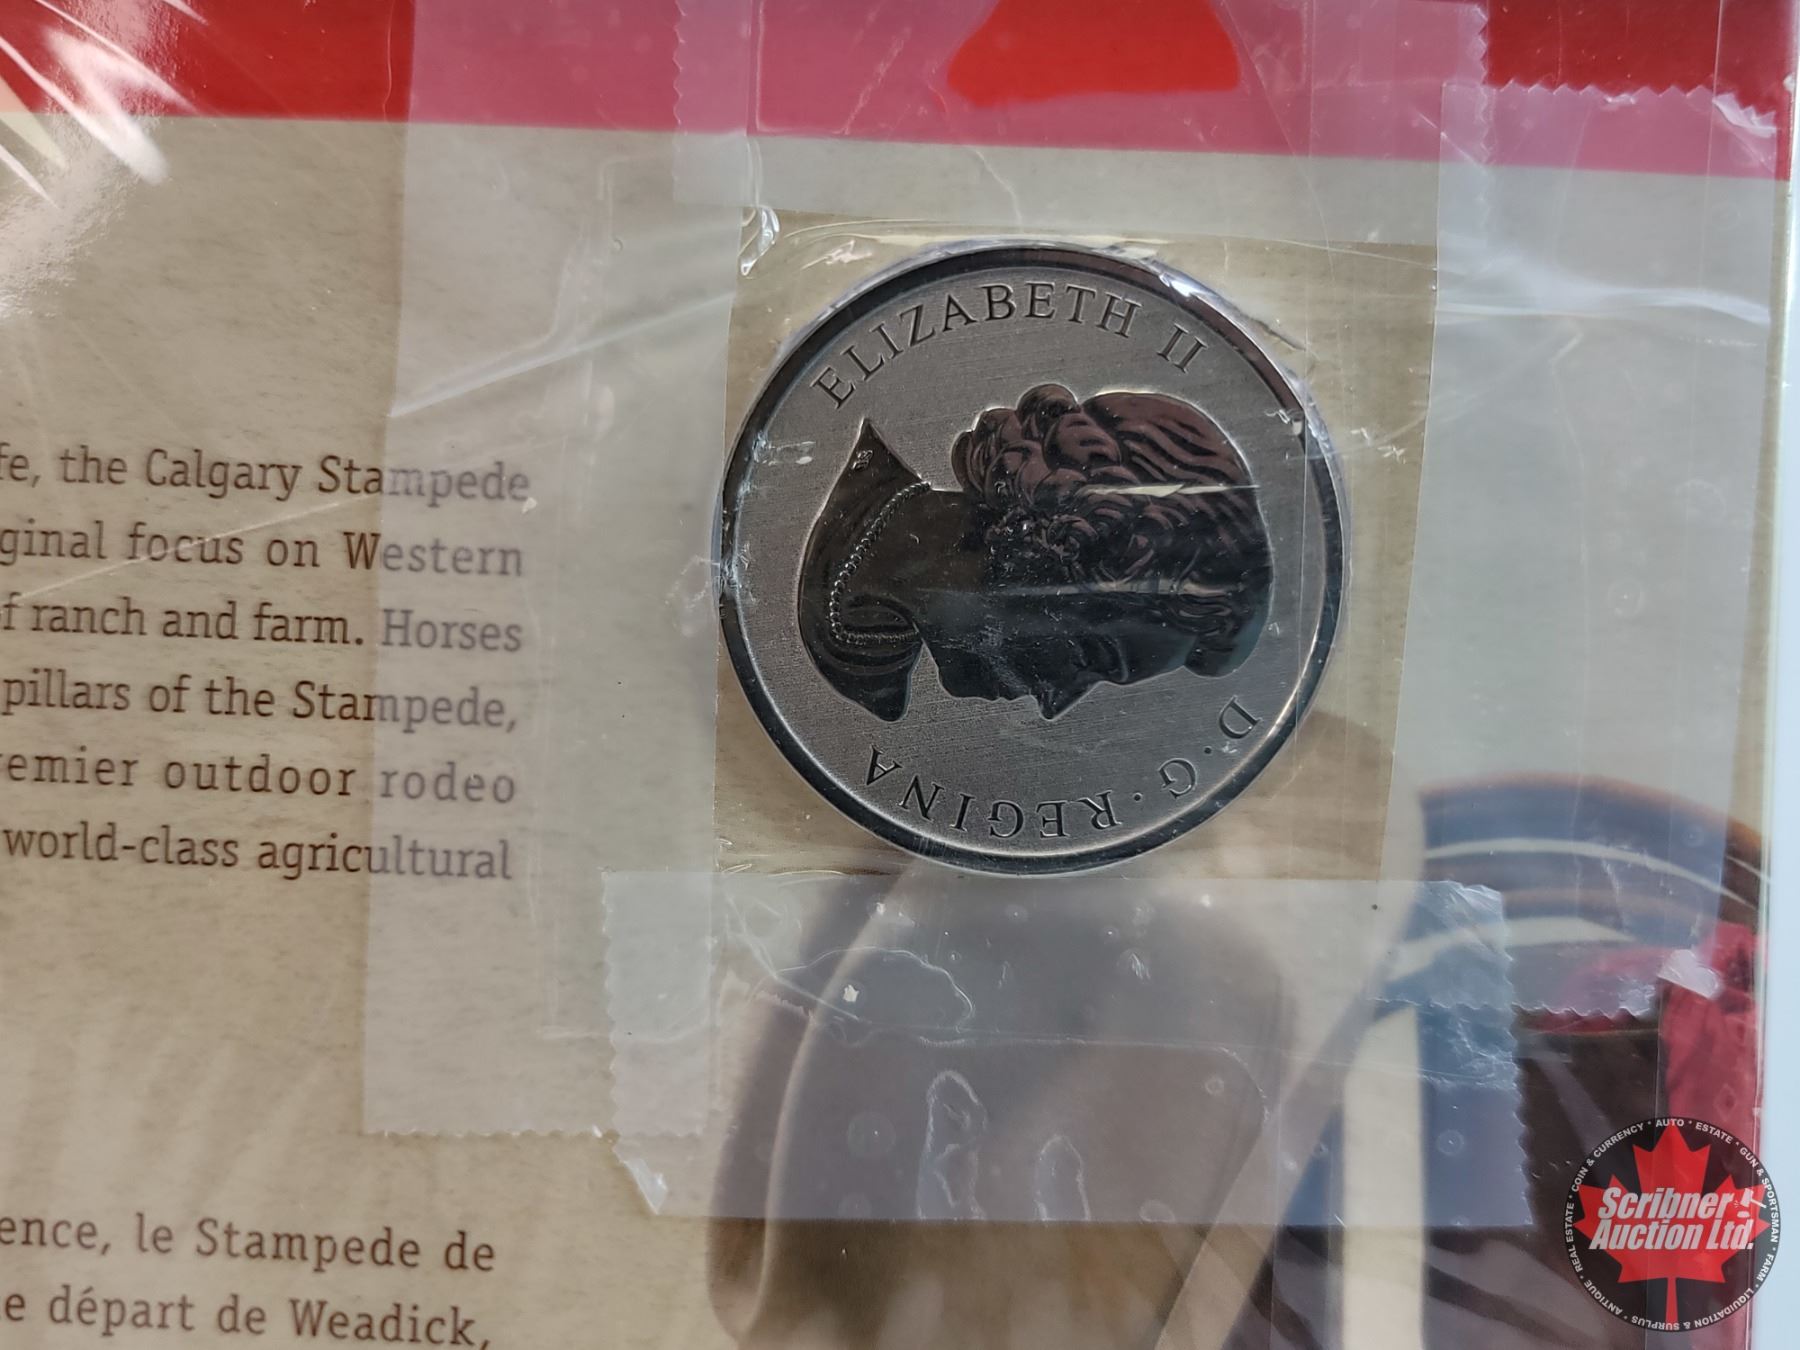 fe, the Calgary Stampede
ginal focus on Western
of ranch and farm. Horses
pillars of the Stampede,
emier outdoor rodeo
world-class agricultural
ence, le Stampede de
e départ de Weadick,
ELIZABETH II
D·G·REGINA
COIN & CURRENCY * AUTO * ESTATE * GUN & SPORTSMAN * FARM * LIQUIDATION & SURPLUS * ANTIQUE * REAL ESTATE *
Scribner
Auction Ltd.